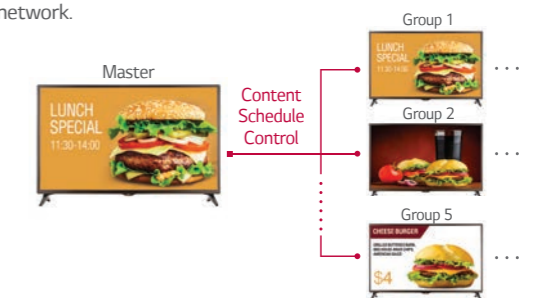 network.
Master
LUNCH
SPECIAL
11:30-14:00
Content
Schedule
Control
Group 1
LUNCH
SPECIAL
11:30-14:00
Group 2
Group 5
CHEESE BURGER
$4